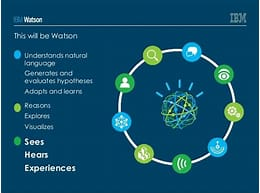 IBM Watson
IBM
This will be Watson
Understands natural
language
Generates and
evaluates hypotheses
Adapts and learns
Reasons
Explores
Visualizes
Sees
Hears
Experiences